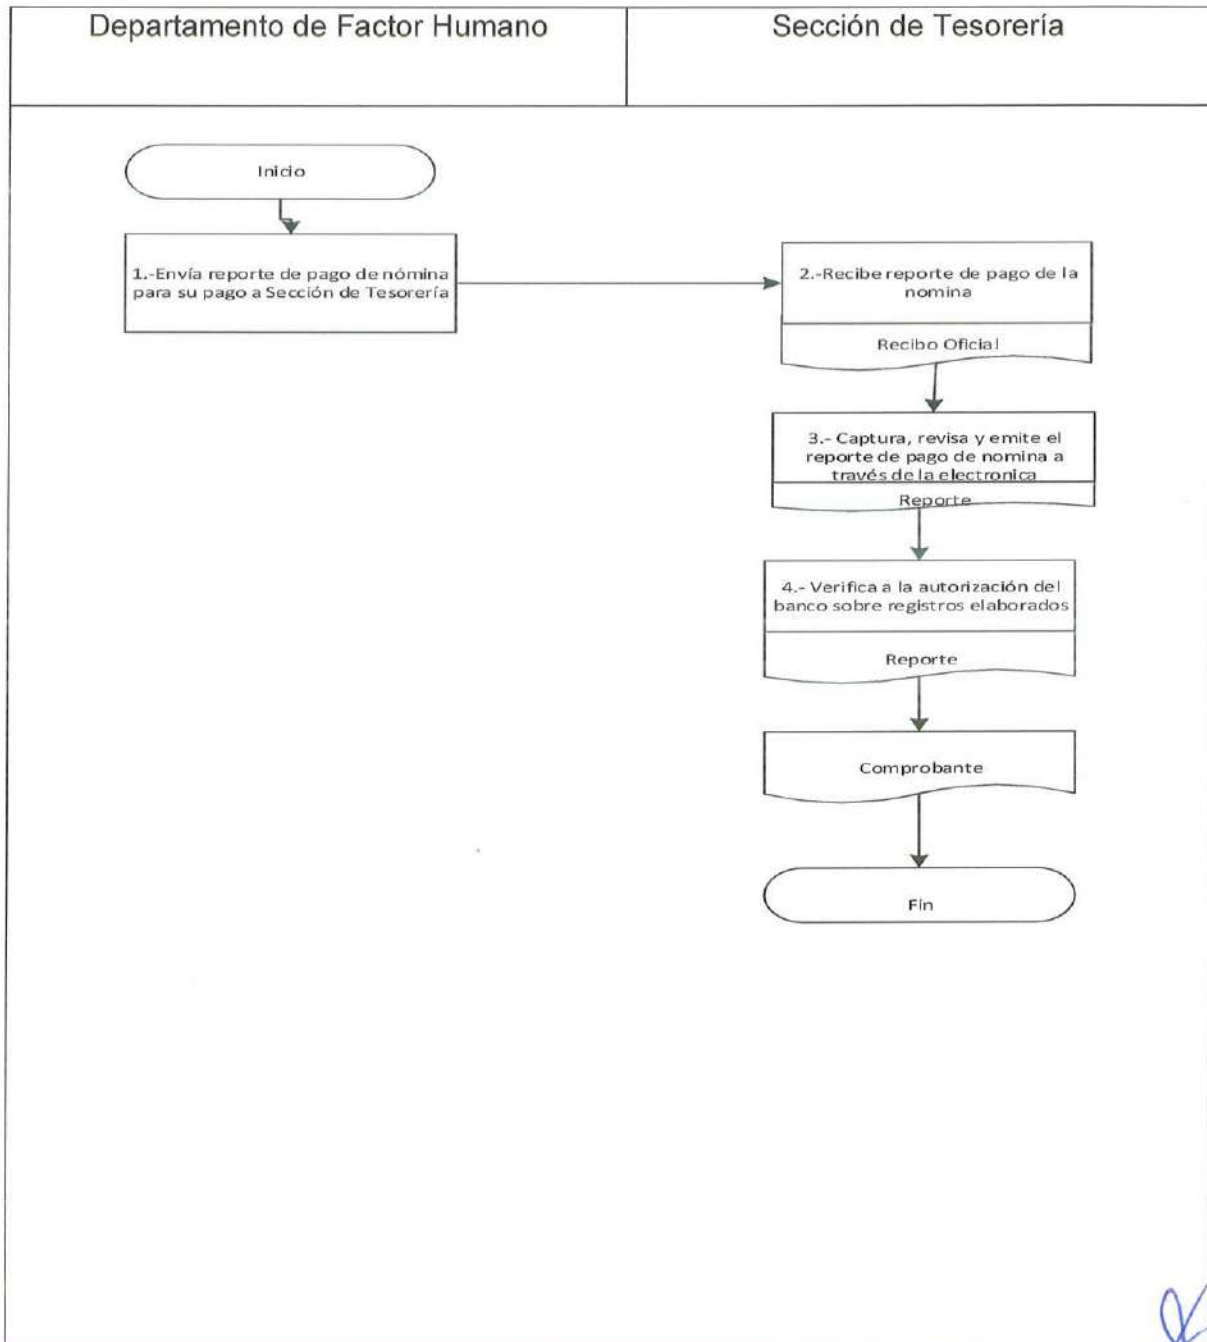 Departamento de Factor Humano
Sección de Tesorería
Inicio
1.-Envía reporte de pago de nómina
para su pago a Sección de Tesorería
2.-Recibe reporte de pago de la
nomina
Recibo Oficial
3.- Captura, revisa y emite el
reporte de pago de nomina a
través de la electronica
Reporte
4.- Verifica a la autorización del
banco sobre registros elaborados
Reporte
Comprobante
Fin